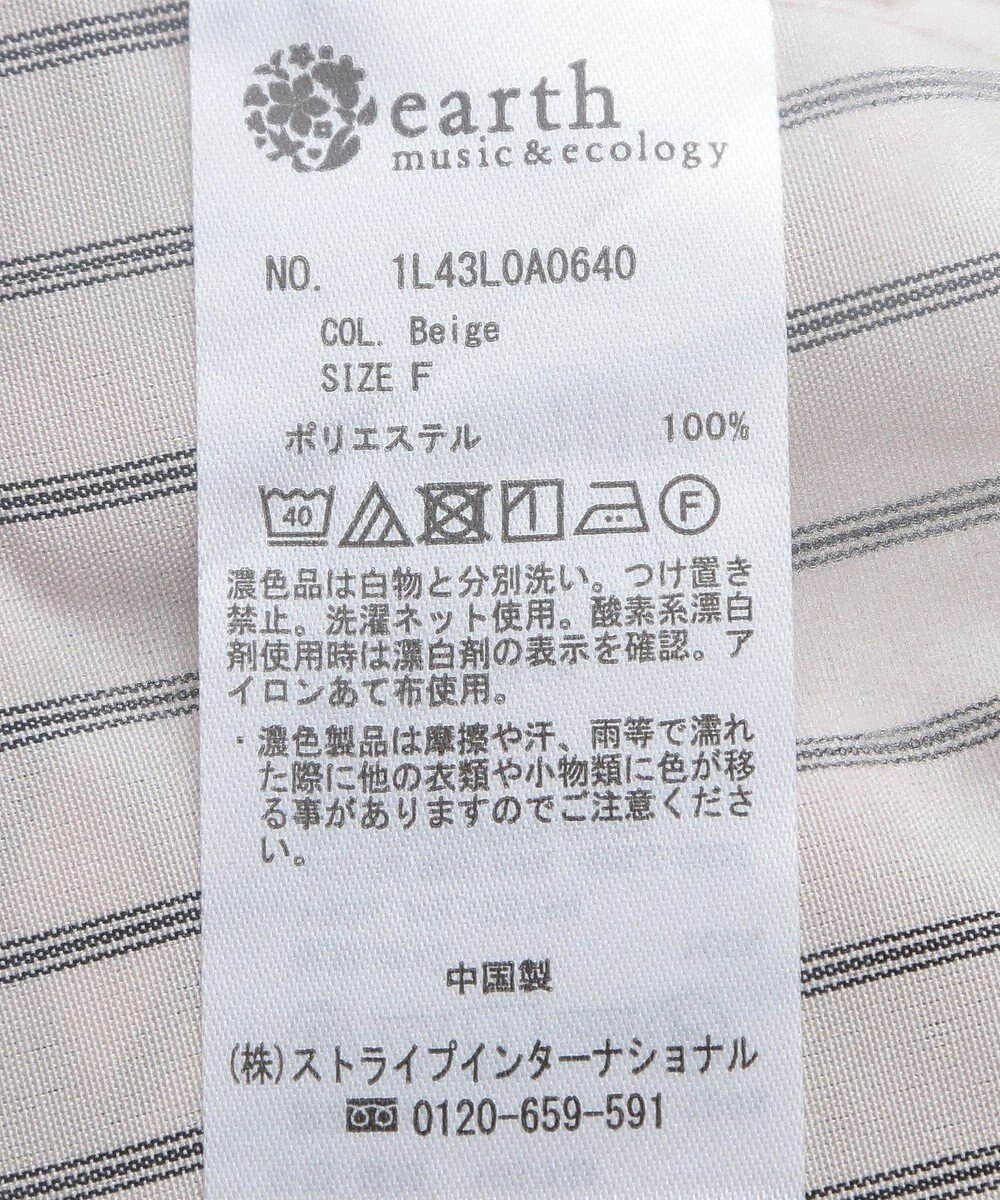 earth
music&ecology
NO. 1L43L0A0640
COL. Beige
SIZE F
ポリエステル 100%
40 F
濃色品は白物と分別洗い。つけ置き
禁止。洗濯ネット使用。酸素系漂白
剤使用時は漂白剤の表示を確認。ア
イロンあて布使用。
・濃色製品は摩擦や汗、雨等で濡れ
た際に他の衣類や小物類に色が移
る事がありますのでご注意くださ
い。
中国製
(株)ストライプインターナショナル
0120-659-591